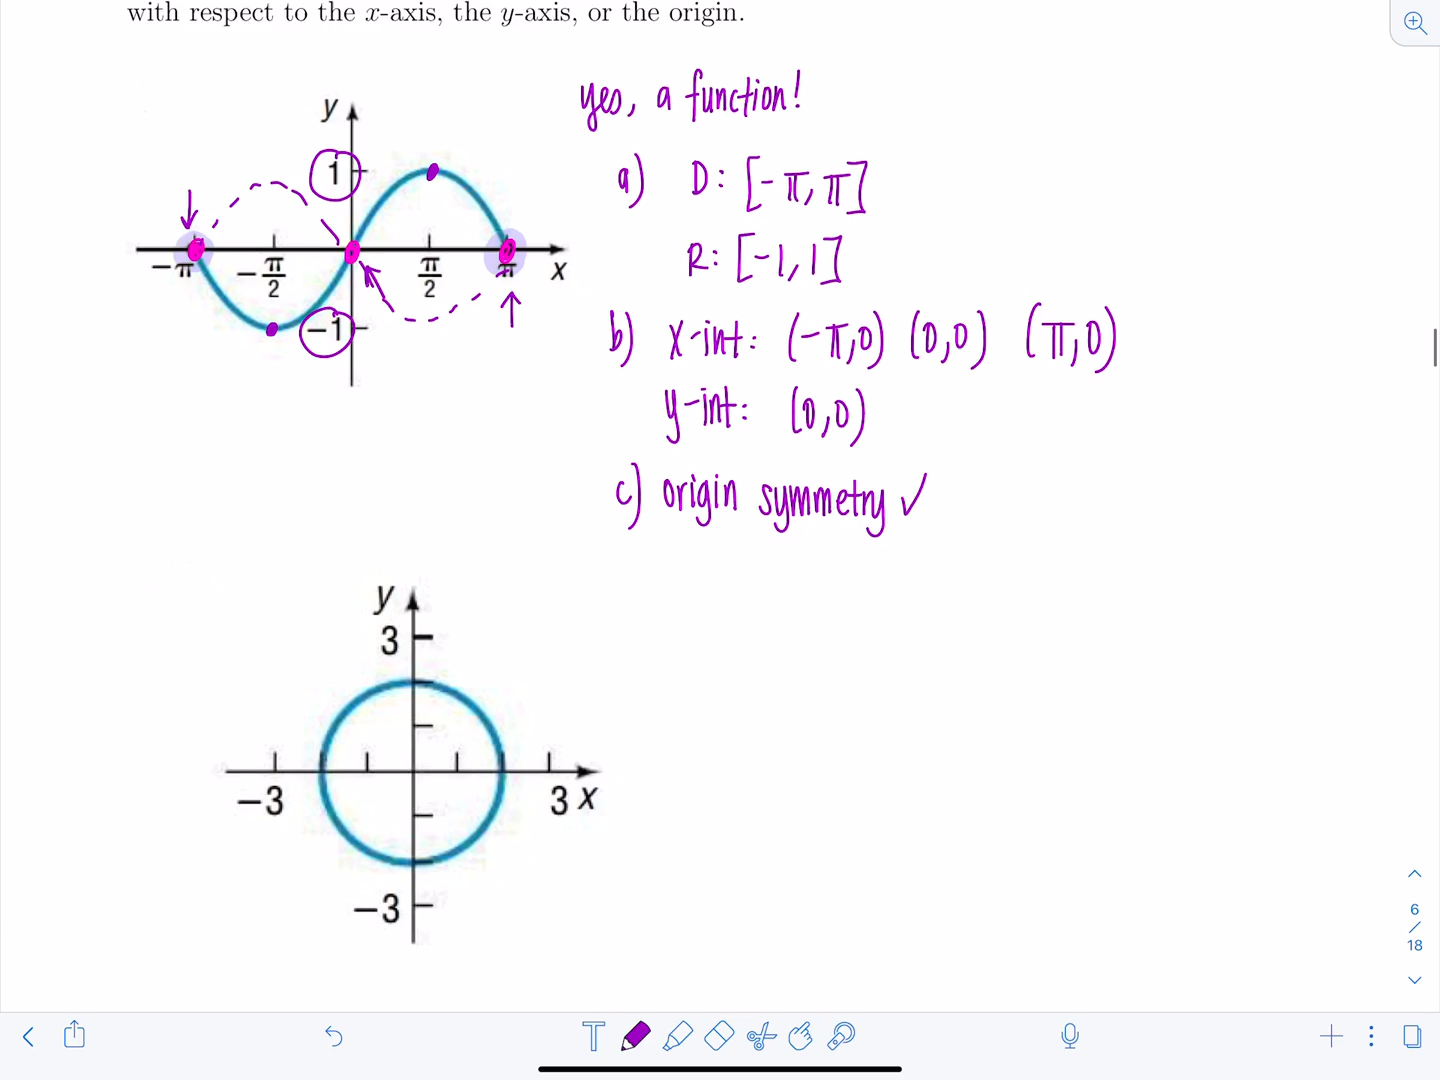 with respect to the x-axis, the y-axis, or the origin.
yes, a function!
y
1
−π
−π/2
π/2
π
x
−1
a) D: [-π, π]
R: [-1, 1]
b) x-int: (-π,0) (0,0) (π,0)
y-int: (0,0)
c) origin symmetry ✓
y
3
−3
3 x
−3
6
/
18
T